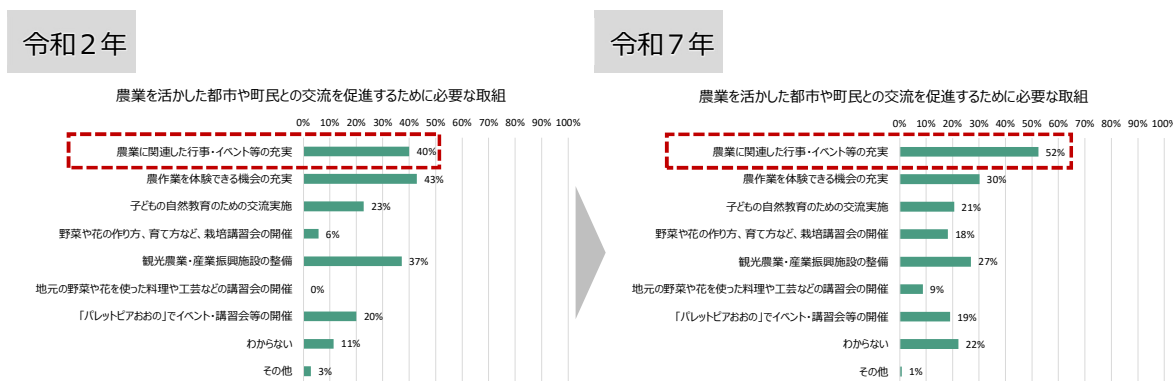 令和２年
農業を活かした都市や町民との交流を促進するために必要な取組
0% 10% 20% 30% 40% 50% 60% 70% 80% 90% 100%
農業に関連した行事・イベント等の充実 40%
農作業を体験できる機会の充実 43%
子どもの自然教育のための交流実施 23%
野菜や花の作り方、育て方など、栽培講習会の開催 6%
観光農業・産業振興施設の整備 37%
地元の野菜や花を使った料理や工芸などの講習会の開催 0%
「パレットピアおおの」でイベント・講習会等の開催 20%
わからない 11%
その他 3%
令和７年
農業を活かした都市や町民との交流を促進するために必要な取組
0% 10% 20% 30% 40% 50% 60% 70% 80% 90% 100%
農業に関連した行事・イベント等の充実 52%
農作業を体験できる機会の充実 30%
子どもの自然教育のための交流実施 21%
野菜や花の作り方、育て方など、栽培講習会の開催 18%
観光農業・産業振興施設の整備 27%
地元の野菜や花を使った料理や工芸などの講習会の開催 9%
「パレットピアおおの」でイベント・講習会等の開催 19%
わからない 22%
その他 1%